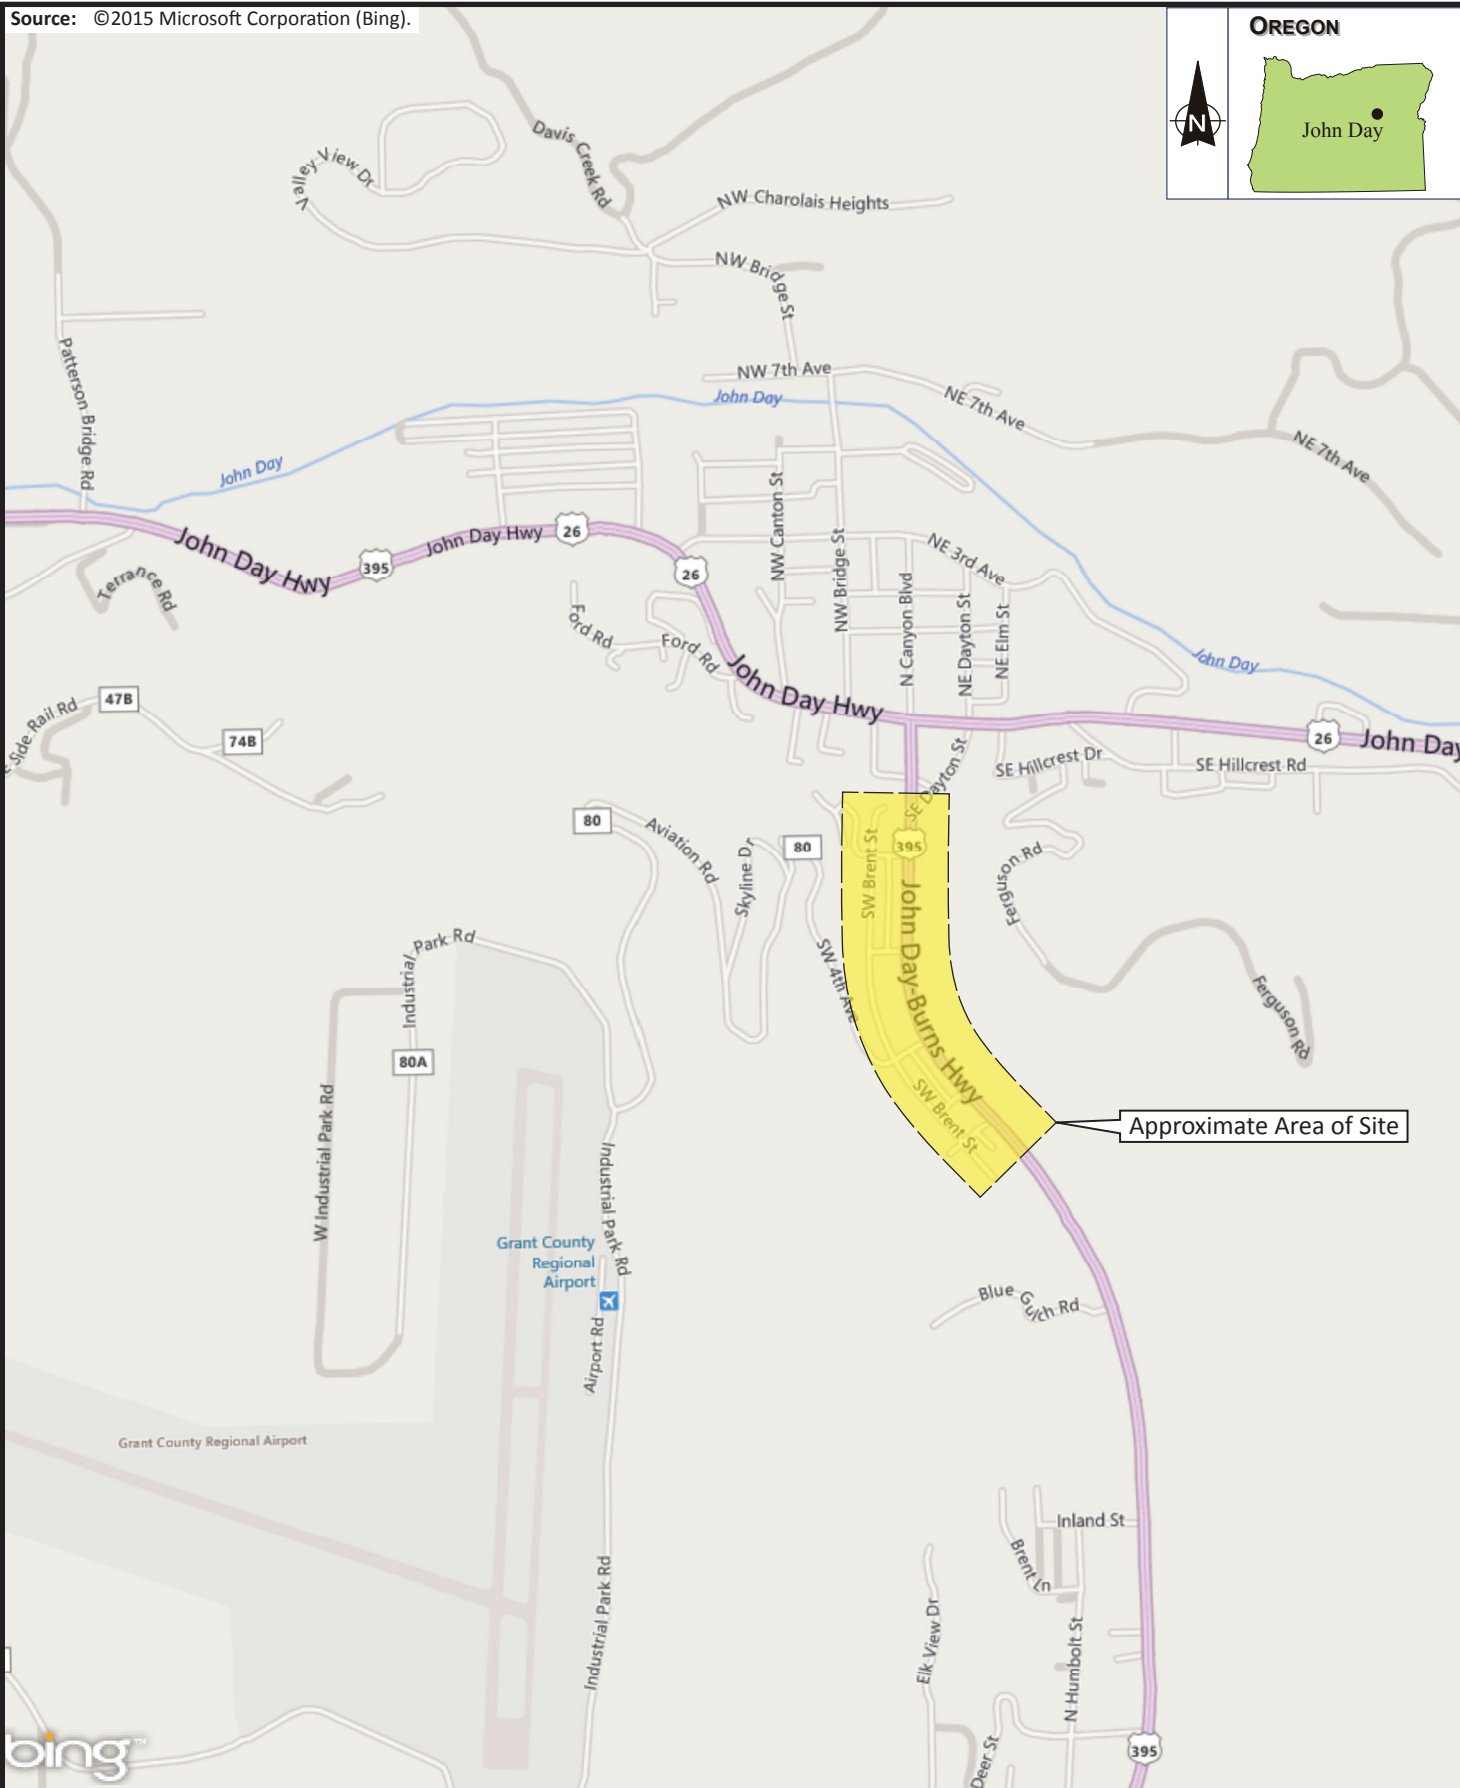 Source: ©2015 Microsoft Corporation (Bing).
OREGON
N
John Day
Davis Creek Rd
Valley View Dr
NW Charolais Heights
NW Bridge St
Patterson Bridge Rd
NW 7th Ave
John Day
NE 7th Ave
NE 7th Ave
John Day
NW Canton St
NW Bridge St
John Day Hwy
395
John Day Hwy
26
26
NE 3rd Ave
N Canyon Blvd
NE Dayton St
NE Elm St
Terrance Rd
Ford Rd
Ford Rd
John Day Hwy
John Day
47B
Side Rail Rd
74B
26
John Day
SE Dayton St
SE Hillcrest Dr
SE Hillcrest Rd
80
Aviation Rd
Skyline Dr
80
SW Brent St
395
Ferguson Rd
Industrial Park Rd
SW 4th Ave
John Day-Burns Hwy
Ferguson Rd
80A
W Industrial Park Rd
SW Brent St
Approximate Area of Site
Industrial Park Rd
Grant County
Regional
Airport
Airport Rd
Blue Gulch Rd
Grant County Regional Airport
Inland St
Brent Ln
Industrial Park Rd
Elk View Dr
N Humbolt St
Deer St
395
bing™